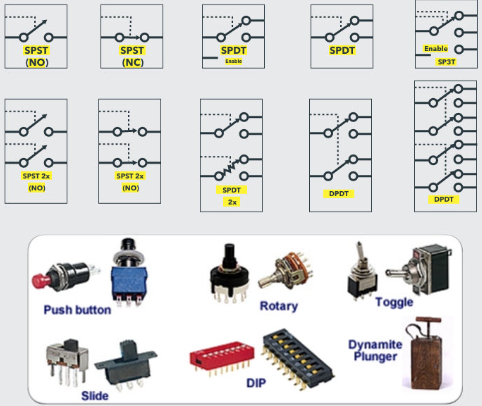 SPST
(NO)
SPST
(NC)
SPDT
Enable
SPDT
Enable
SP3T
SPST 2x
(NO)
SPST 2x
(NO)
SPDT
2x
DPDT
DPDT
Push button
Rotary
Toggle
Slide
DIP
Dynamite
Plunger